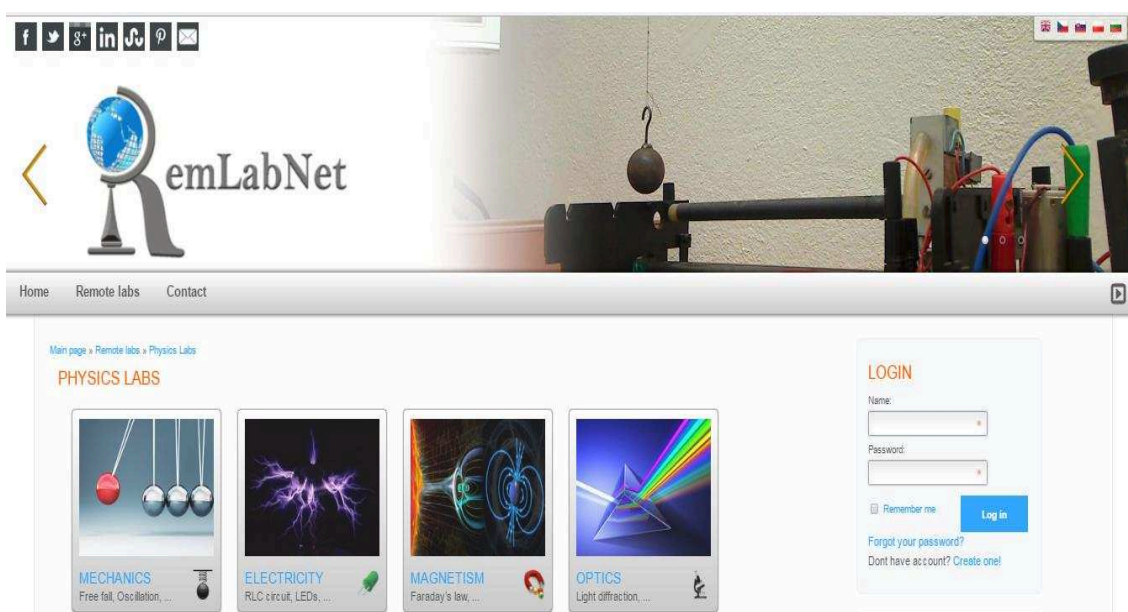 f g+ in
RemLabNet
Home Remote labs Contact
Main page » Remote labs » Physics Labs
PHYSICS LABS
MECHANICS
Free fall, Oscillation, ...
ELECTRICITY
RLC circuit, LEDs, ...
MAGNETISM
Faraday's law, ...
OPTICS
Light diffraction, ...
LOGIN
Name:
*
Password:
*
Remember me
Log in
Forgot your password?
Dont have account? Create one!